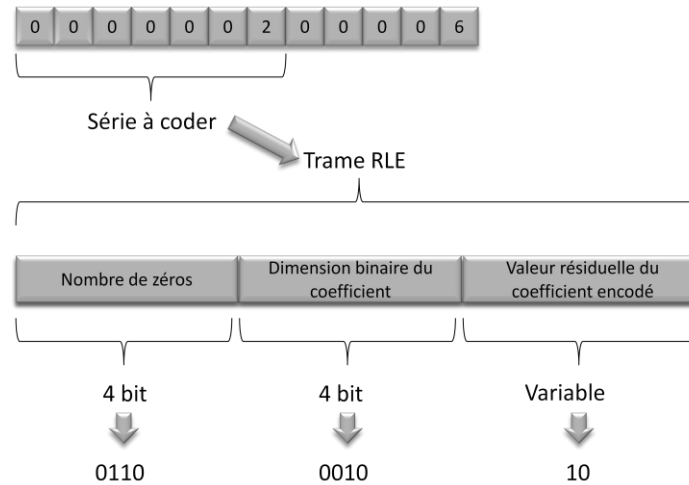 0 0 0 0 0 0 2 0 0 0 0 6
Série à coder
Trame RLE
Nombre de zéros
Dimension binaire du
coefficient
Valeur résiduelle du
coefficient encodé
4 bit 4 bit Variable
0110 0010 10